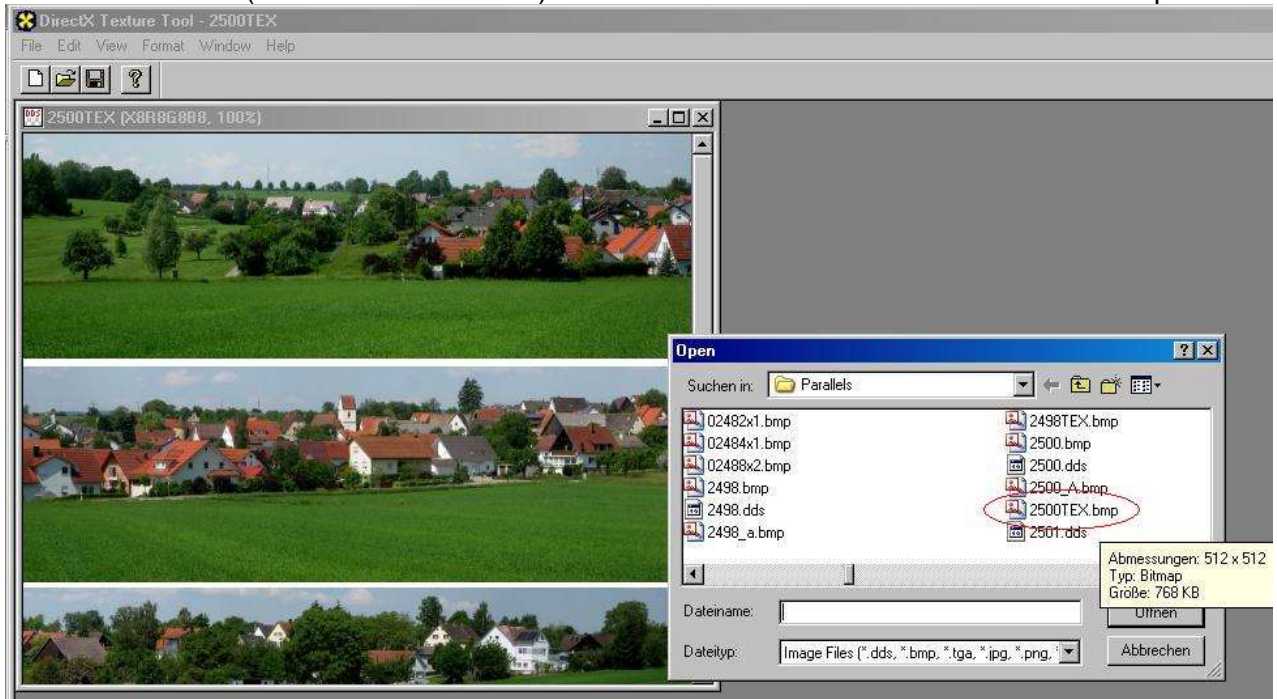 DirectX Texture Tool - 2500TEX
File Edit View Format Window Help
2500TEX (X8R8G8B8, 100%)
Open
Suchen in: Parallels
02482x1.bmp
02484x1.bmp
02488x2.bmp
2498.bmp
2498.dds
2498_a.bmp
2498TEX.bmp
2500.bmp
2500.dds
2500_A.bmp
2500TEX.bmp
2501.dds
Abmessungen: 512 x 512
Typ: Bitmap
Größe: 768 KB
Dateiname:
Öffnen
Dateityp: Image Files (*.dds, *.bmp, *.tga, *.jpg, *.png,
Abbrechen